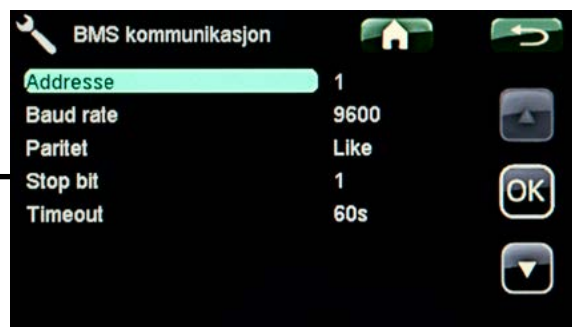 BMS kommunikasjon
Addresse 1
Baud rate 9600
Paritet Like
Stop bit 1
Timeout 60s
OK